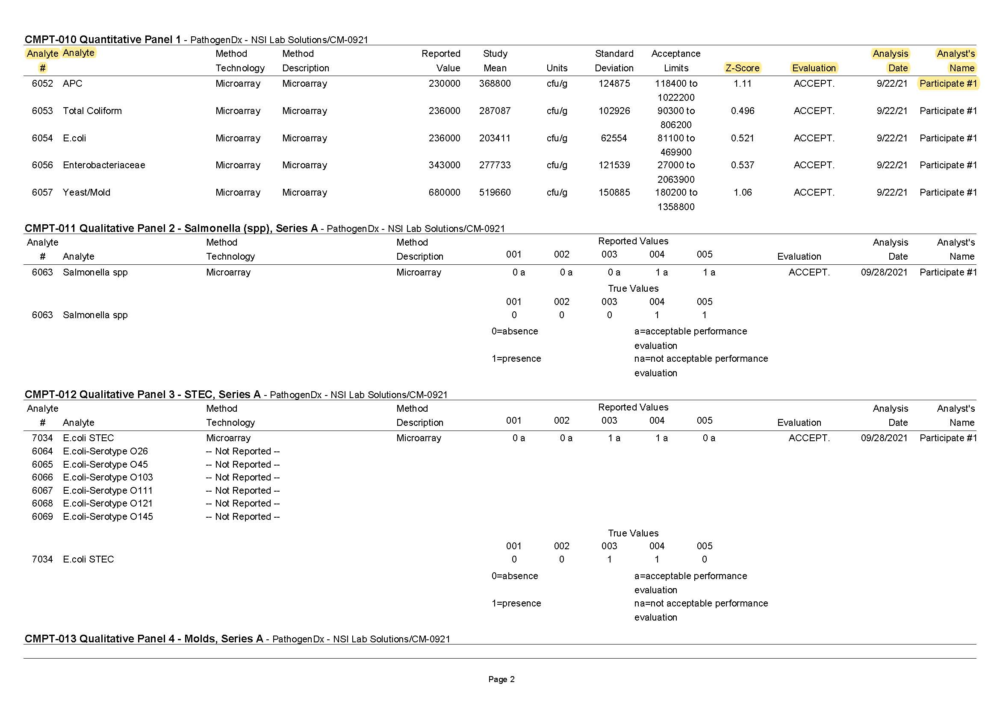 CMPT-010 Quantitative Panel 1 - PathogenDx - NSI Lab Solutions/CM-0921
Analyte Analyte Method Method Reported Study Standard Acceptance Analysis Analyst's
# Technology Description Value Mean Units Deviation Limits Z-Score Evaluation Date Name
6052 APC Microarray Microarray 230000 368800 cfu/g 124875 118400 to 1.11 ACCEPT. 9/22/21 Participate #1
1022200
6053 Total Coliform Microarray Microarray 236000 287087 cfu/g 102926 90300 to 0.496 ACCEPT. 9/22/21 Participate #1
806200
6054 E.coli Microarray Microarray 236000 203411 cfu/g 62554 81100 to 0.521 ACCEPT. 9/22/21 Participate #1
469900
6056 Enterobacteriaceae Microarray Microarray 343000 277733 cfu/g 121539 27000 to 0.537 ACCEPT. 9/22/21 Participate #1
2063900
6057 Yeast/Mold Microarray Microarray 680000 519660 cfu/g 150885 180200 to 1.06 ACCEPT. 9/22/21 Participate #1
1358800
CMPT-011 Qualitative Panel 2 - Salmonella (spp), Series A - PathogenDx - NSI Lab Solutions/CM-0921
Analyte Method Method Reported Values Analysis Analyst's
# Analyte Technology Description 001 002 003 004 005 Evaluation Date Name
6063 Salmonella spp Microarray Microarray 0 a 0 a 0 a 1 a 1 a ACCEPT. 09/28/2021 Participate #1
True Values
001 002 003 004 005
6063 Salmonella spp 0 0 0 1 1
0=absence a=acceptable performance
evaluation
1=presence na=not acceptable performance
evaluation
CMPT-012 Qualitative Panel 3 - STEC, Series A - PathogenDx - NSI Lab Solutions/CM-0921
Analyte Method Method Reported Values Analysis Analyst's
# Analyte Technology Description 001 002 003 004 005 Evaluation Date Name
7034 E.coli STEC Microarray Microarray 0 a 0 a 1 a 1 a 0 a ACCEPT. 09/28/2021 Participate #1
6064 E.coli-Serotype O26 -- Not Reported --
6065 E.coli-Serotype O45 -- Not Reported --
6066 E.coli-Serotype O103 -- Not Reported --
6067 E.coli-Serotype O111 -- Not Reported --
6068 E.coli-Serotype O121 -- Not Reported --
6069 E.coli-Serotype O145 -- Not Reported --
True Values
001 002 003 004 005
7034 E.coli STEC 0 0 1 1 0
0=absence a=acceptable performance
evaluation
1=presence na=not acceptable performance
evaluation
CMPT-013 Qualitative Panel 4 - Molds, Series A - PathogenDx - NSI Lab Solutions/CM-0921
Page 2